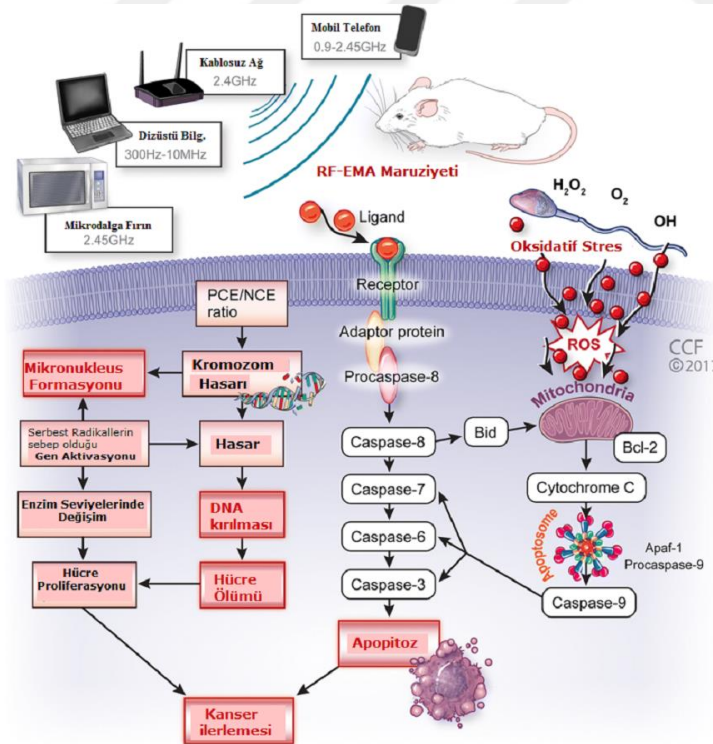 Mobil Telefon
0.9-2.45GHz
Kablosuz Ağ
2.4GHz
Dizüstü Bilg.
300Hz-10MHz
Mikrodalga Fırın
2.45GHz
RF-EMA Maruziyeti
H2O2
O2
OH
Oksidatif Stres
Ligand
Receptor
Adaptor protein
Procaspase-8
PCE/NCE
ratio
Mikronukleus
Formasyonu
Kromozom
Hasarı
Serbest Radikallerin
sebep olduğu
Gen Aktivasyonu
Hasar
Enzim Seviyelerinde
Değişim
DNA
kırılması
Hücre
Proliferasyonu
Hücre
Ölümü
ROS
CCF
Mitochondria
Bcl-2
Bid
Caspase-8
Caspase-7
Caspase-6
Caspase-3
Cytochrome C
Apoptosome
Apaf-1
Procaspase-9
Caspase-9
Apopitoz
Kanser
ilerlemesi